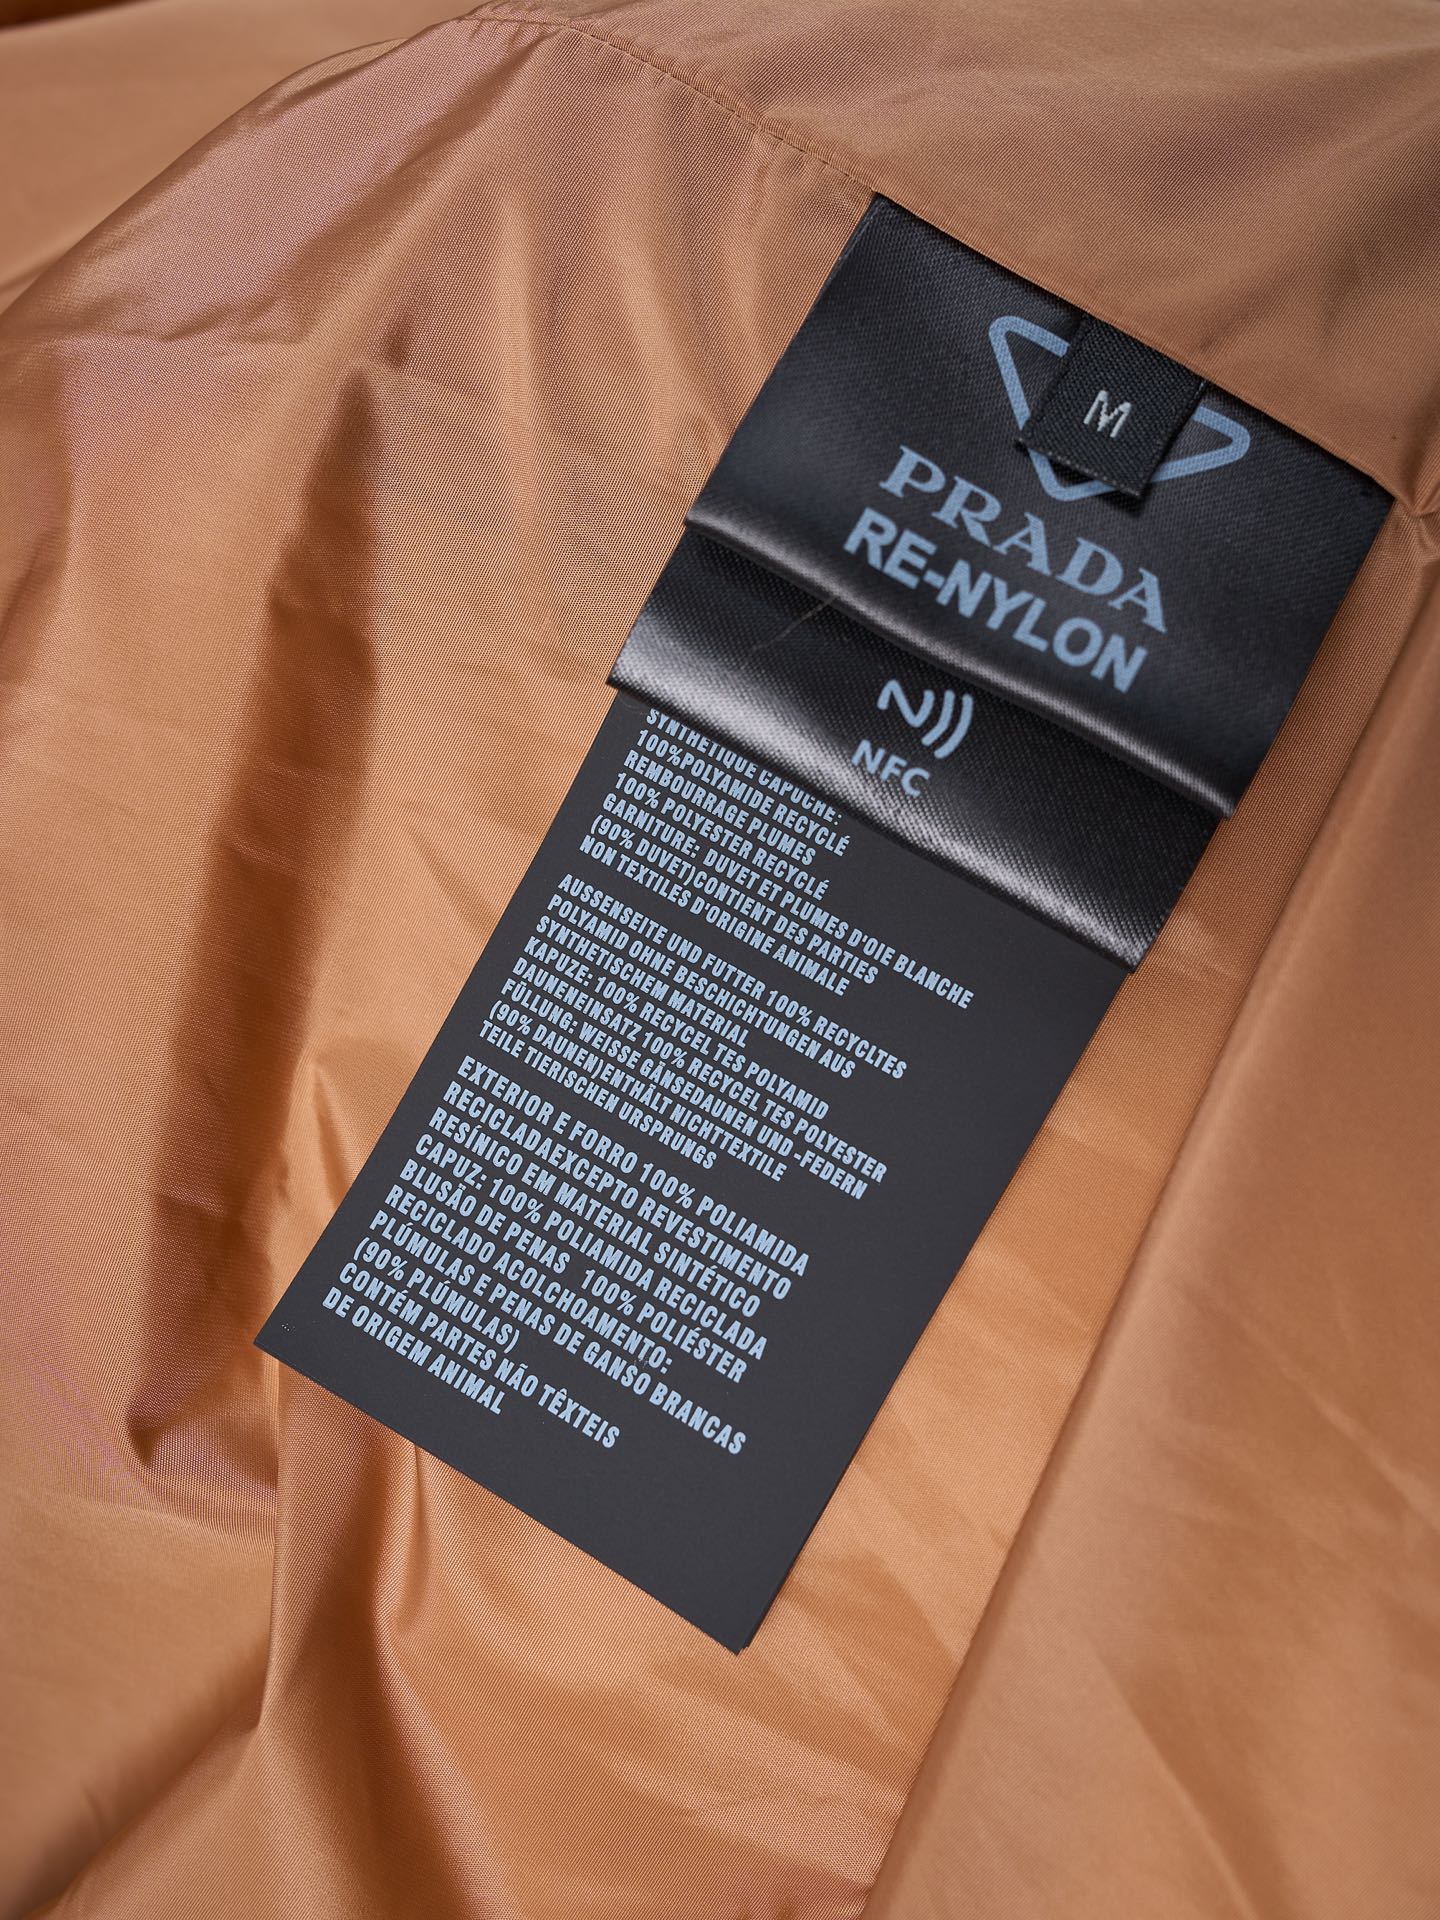 M
PRADA
RE-NYLON
NFC
SYNTHÉTIQUE CAPUCHE:
100%POLYAMIDE RECYCLÉ
REMBOURRAGE PLUMES
100% POLYESTER RECYCLÉ
GARNITURE: DUVET ET PLUMES D'OIE BLANCHE
(90% DUVET)CONTIENT DES PARTIES
NON TEXTILES D'ORIGINE ANIMALE
AUSSENSEITE UND FUTTER 100% RECYCLTES
POLYAMID OHNE BESCHICHTUNGEN AUS
SYNTHETISCHEM MATERIAL
KAPUZE: 100% RECYCEL TES POLYAMID
DAUNENEINSATZ 100% RECYCEL TES POLYESTER
FÜLLUNG: WEISSE GÄNSEDAUNEN UND -FEDERN
(90% DAUNEN)ENTHÄLT NICHTTEXTILE
TEILE TIERISCHEN URSPRUNGS
EXTERIOR E FORRO 100% POLIAMIDA
RECICLADAEXCEPTO REVESTIMENTO
RESÍNICO EM MATERIAL SINTÉTICO
CAPUZ: 100% POLIAMIDA RECICLADA
BLUSÃO DE PENAS 100% POLIÉSTER
RECICLADO ACOLCHOAMENTO:
PLÚMULAS E PENAS DE GANSO BRANCAS
(90% PLÚMULAS)
CONTÉM PARTES NÃO TÊXTEIS
DE ORIGEM ANIMAL